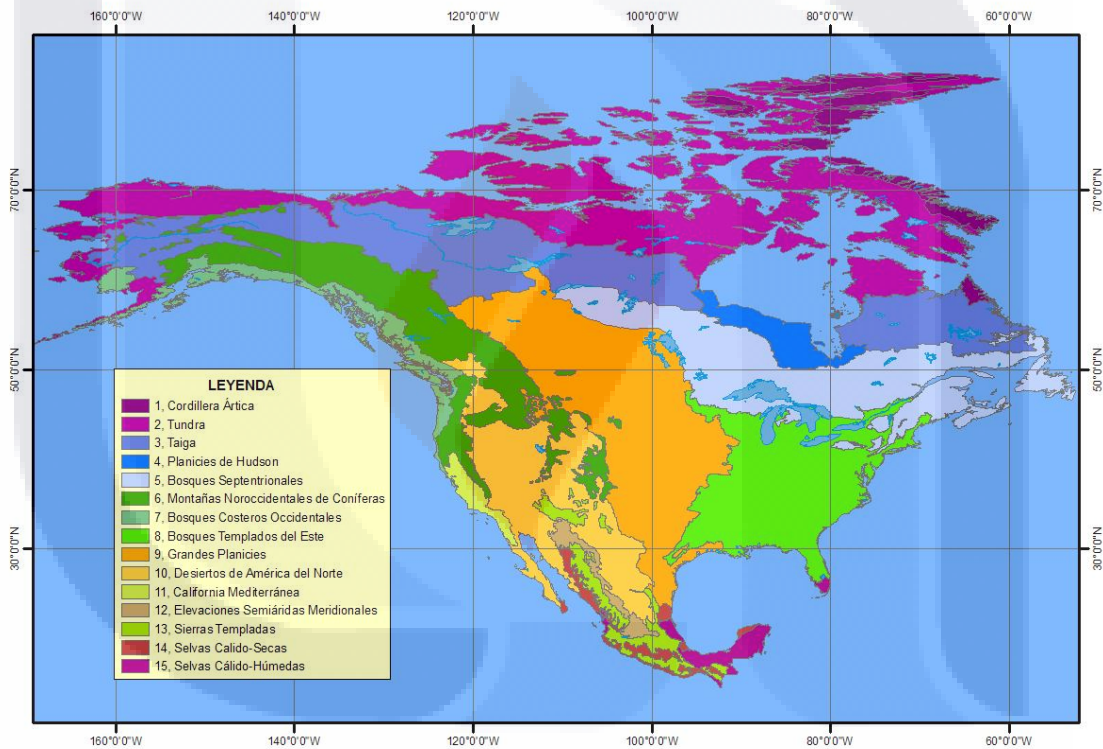 160°0'0"W 140°0'0"W 120°0'0"W 100°0'0"W 80°0'0"W 60°0'0"W
70°0'0"N 70°0'0"N
50°0'0"N 50°0'0"N
30°0'0"N 30°0'0"N
LEYENDA
1, Cordillera Ártica
2, Tundra
3, Taiga
4, Planicies de Hudson
5, Bosques Septentrionales
6, Montañas Noroccidentales de Coníferas
7, Bosques Costeros Occidentales
8, Bosques Templados del Este
9, Grandes Planicies
10, Desiertos de América del Norte
11, California Mediterránea
12, Elevaciones Semiáridas Meridionales
13, Sierras Templadas
14, Selvas Calido-Secas
15, Selvas Cálido-Húmedas
160°0'0"W 140°0'0"W 120°0'0"W 100°0'0"W 80°0'0"W 60°0'0"W